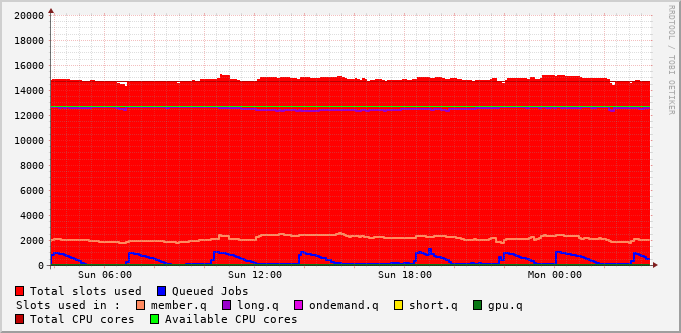 20000
18000
16000
14000
12000
10000
8000
6000
4000
2000
0
Sun 06:00 Sun 12:00 Sun 18:00 Mon 00:00
RRDTOOL / TOBI OETIKER
Total slots used Queued Jobs
Slots used in : member.q long.q ondemand.q short.q gpu.q
Total CPU cores Available CPU cores